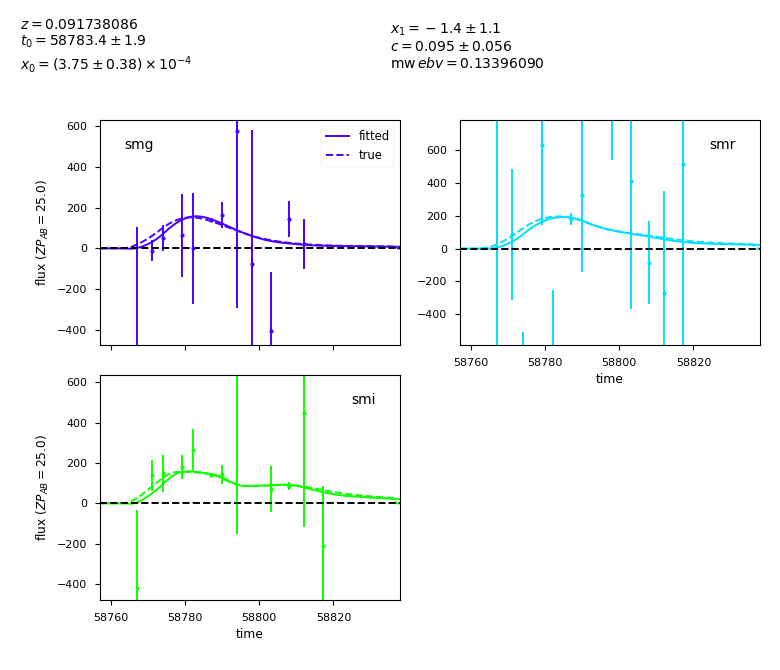 z = 0.091738086
t₀ = 58783.4 ± 1.9
x₀ = (3.75 ± 0.38) × 10⁻⁴
x₁ = −1.4 ± 1.1
c = 0.095 ± 0.056
mw ebv = 0.13396090
smg
fitted
true
600
400
200
0
−200
−400
flux (ZP_AB = 25.0)
smr
600
400
200
0
−200
−400
58760 58780 58800 58820
time
smi
600
400
200
0
−200
−400
flux (ZP_AB = 25.0)
58760 58780 58800 58820
time